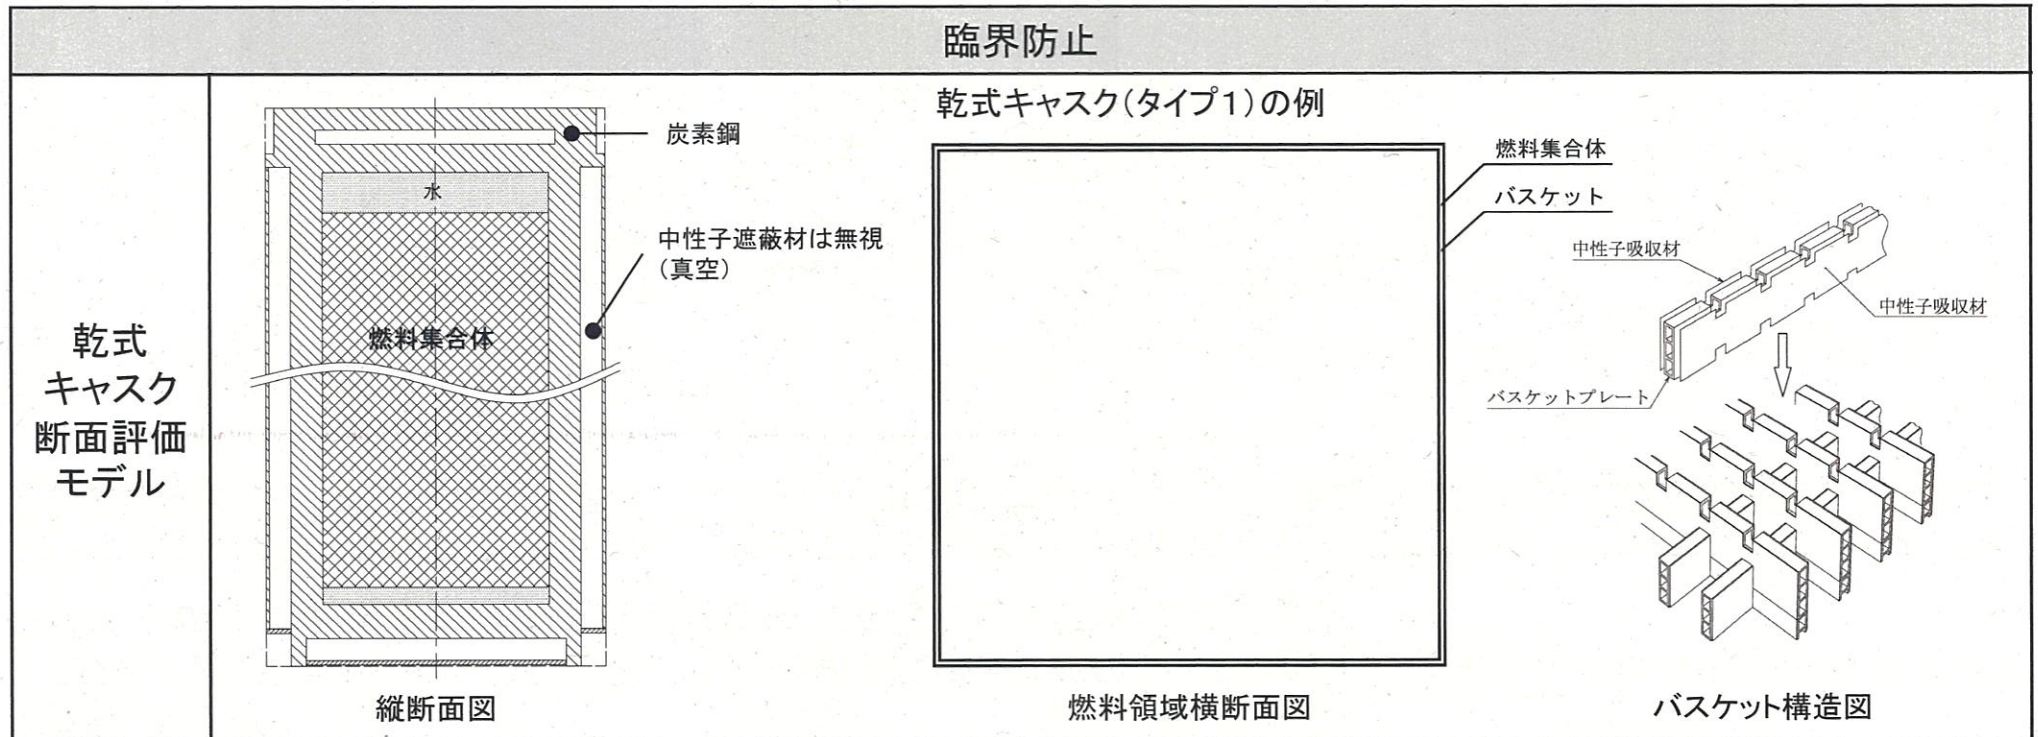 臨界防止
乾式
キャスク
断面評価
モデル
炭素鋼
水
中性子遮蔽材は無視
(真空)
燃料集合体
縦断面図
乾式キャスク(タイプ1)の例
燃料集合体
バスケット
燃料領域横断面図
中性子吸収材
中性子吸収材
バスケットプレート
バスケット構造図